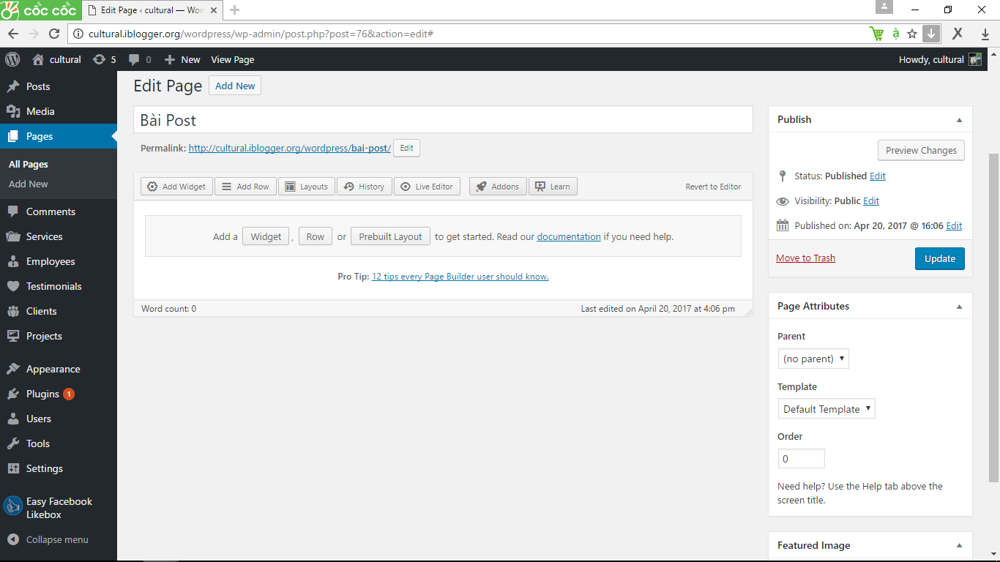 cốc cốc
Edit Page ‹ cultural — Wor
cultural.iblogger.org/wordpress/wp-admin/post.php?post=76&action=edit#
cultural 5 0 New View Page Howdy, cultural
Posts
Media
Pages
All Pages
Add New
Comments
Services
Employees
Testimonials
Clients
Projects
Appearance
Plugins 1
Users
Tools
Settings
Easy Facebook
Likebox
Collapse menu
Edit Page Add New
Bài Post
Permalink: http://cultural.iblogger.org/wordpress/bai-post/ Edit
Add Widget Add Row Layouts History Live Editor Addons Learn Revert to Editor
Add a Widget , Row or Prebuilt Layout to get started. Read our documentation if you need help.
Pro Tip: 12 tips every Page Builder user should know.
Word count: 0 Last edited on April 20, 2017 at 4:06 pm
Publish
Preview Changes
Status: Published Edit
Visibility: Public Edit
Published on: Apr 20, 2017 @ 16:06 Edit
Move to Trash Update
Page Attributes
Parent
(no parent)
Template
Default Template
Order
0
Need help? Use the Help tab above the
screen title.
Featured Image